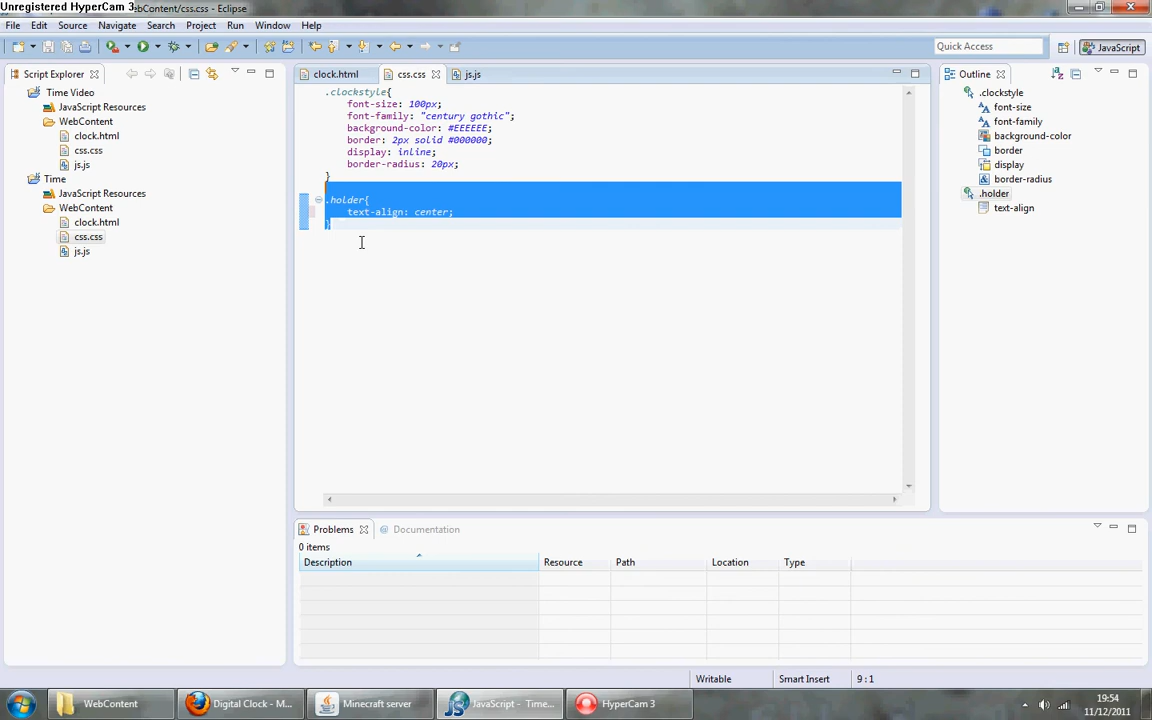 Unregistered HyperCam 3
bContent/css.css - Eclipse
File Edit Source Navigate Search Project Run Window Help
Quick Access
JavaScript
Script Explorer
clock.html
css.css
js.js
Outline
Time Video
JavaScript Resources
WebContent
clock.html
css.css
js.js
Time
JavaScript Resources
WebContent
clock.html
css.css
js.js
.clockstyle{
font-size: 100px;
font-family: "century gothic";
background-color: #EEEEEE;
border: 2px solid #000000;
display: inline;
border-radius: 20px;
}
.holder{
text-align: center;
}
.clockstyle
font-size
font-family
background-color
border
display
border-radius
.holder
text-align
Problems
@ Documentation
0 items
Description Resource Path Location Type
Writable Smart Insert 9 : 1
WebContent
Digital Clock - M...
Minecraft server
JavaScript - Time...
HyperCam 3
19:54
11/12/2011